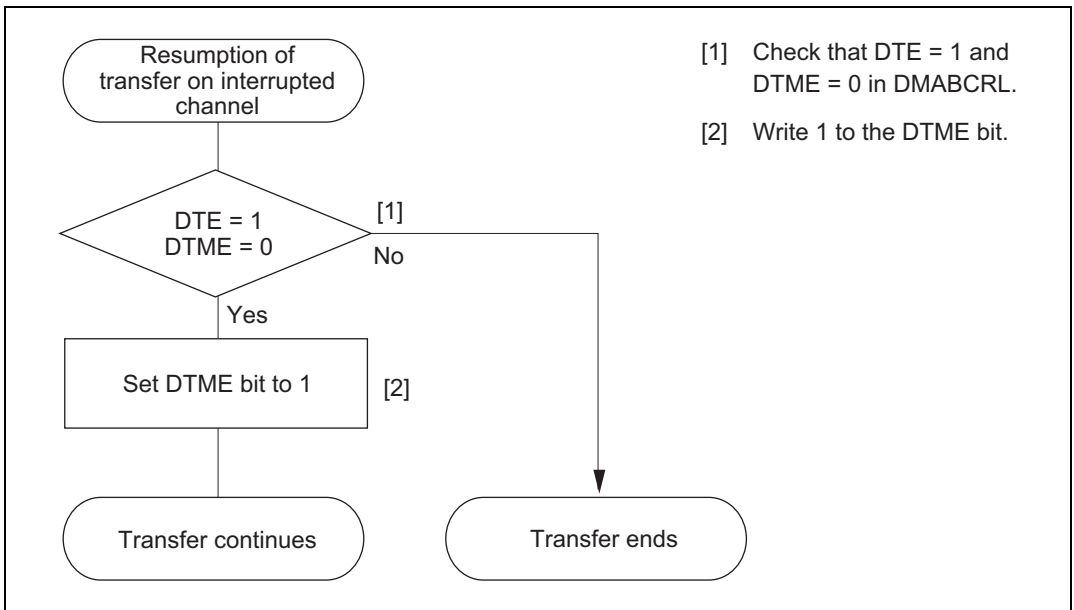 Resumption of
transfer on interrupted
channel
[1] Check that DTE = 1 and
DTME = 0 in DMABCRL.
[2] Write 1 to the DTME bit.
DTE = 1
DTME = 0
[1]
No
Yes
Set DTME bit to 1
[2]
Transfer continues
Transfer ends